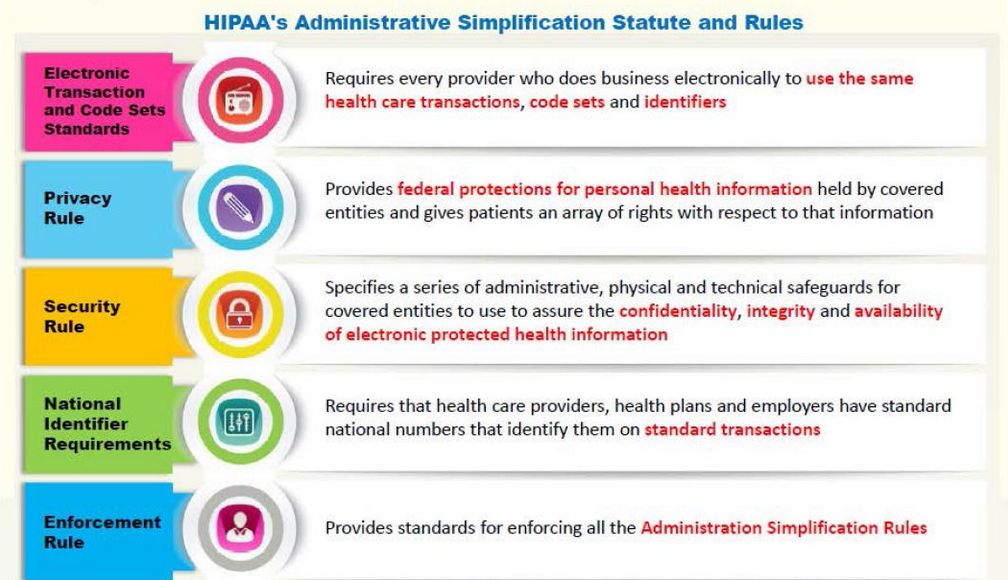 HIPAA's Administrative Simplification Statute and Rules
Electronic
Transaction
and Code Sets
Standards
Requires every provider who does business electronically to use the same
health care transactions, code sets and identifiers
Privacy
Rule
Provides federal protections for personal health information held by covered
entities and gives patients an array of rights with respect to that information
Security
Rule
Specifies a series of administrative, physical and technical safeguards for
covered entities to use to assure the confidentiality, integrity and availability
of electronic protected health information
National
Identifier
Requirements
Requires that health care providers, health plans and employers have standard
national numbers that identify them on standard transactions
Enforcement
Rule
Provides standards for enforcing all the Administration Simplification Rules